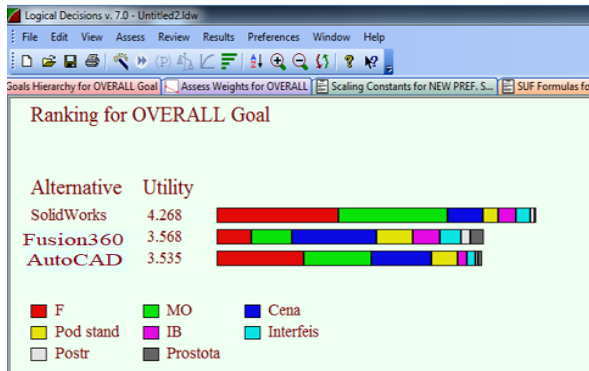 Logical Decisions v. 7.0 - Untitled2.ldw
File Edit View Assess Review Results Preferences Window Help
Goals Hierarchy for OVERALL Goal Assess Weights for OVERALL Scaling Constants for NEW PREF. S... SUF Formulas fo
Ranking for OVERALL Goal
Alternative Utility
SolidWorks 4.268
Fusion360 3.568
AutoCAD 3.535
F MO Cena
Pod stand IB Interfeis
Postr Prostota